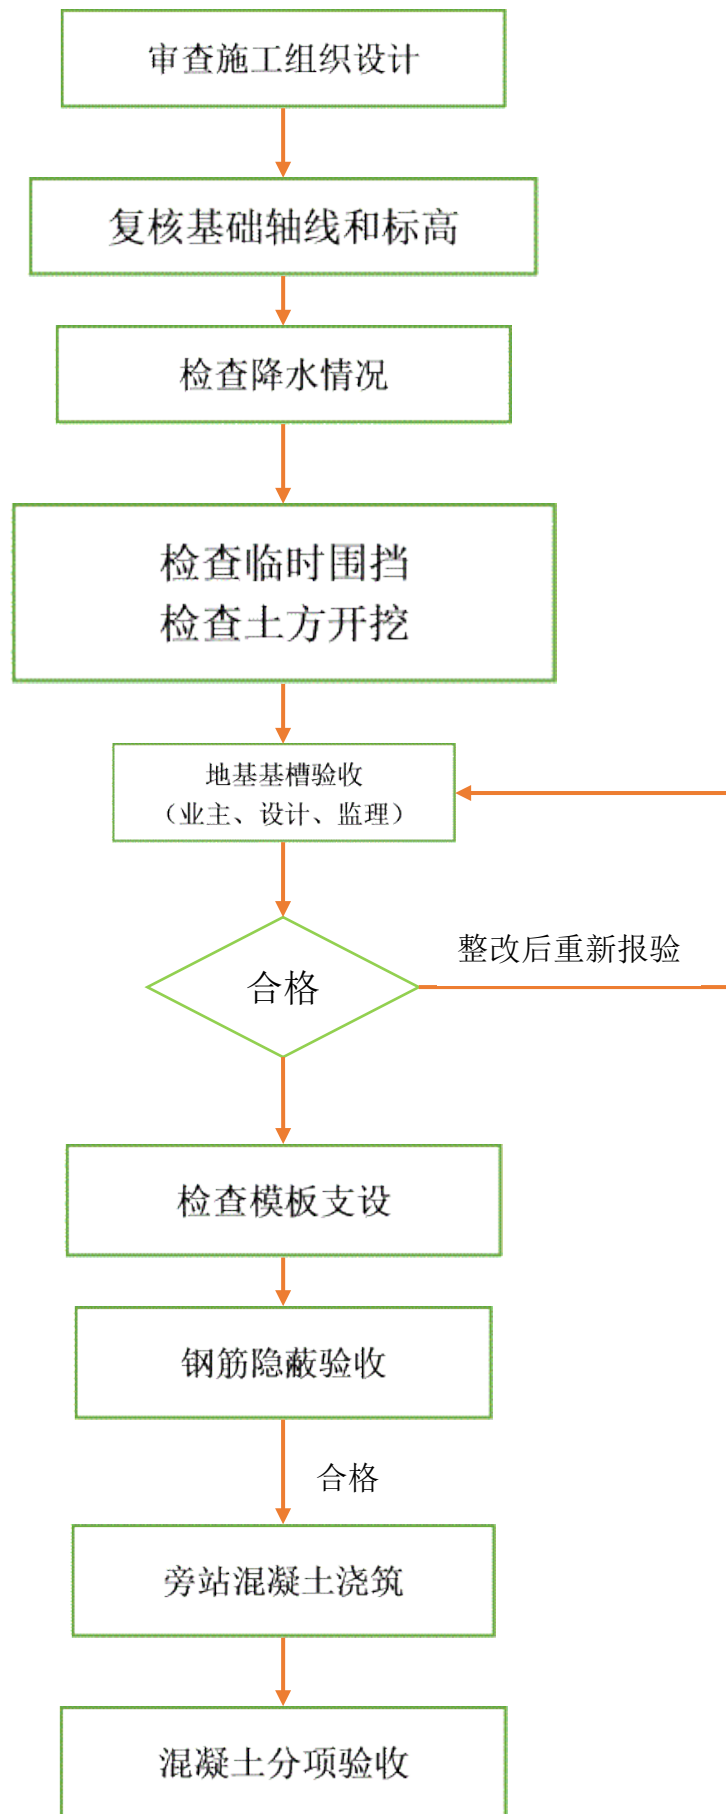 审查施工组织设计
复核基础轴线和标高
检查降水情况
检查临时围挡
检查土方开挖
地基基槽验收
（业主、设计、监理）
整改后重新报验
合格
检查模板支设
钢筋隐蔽验收
合格
旁站混凝土浇筑
混凝土分项验收